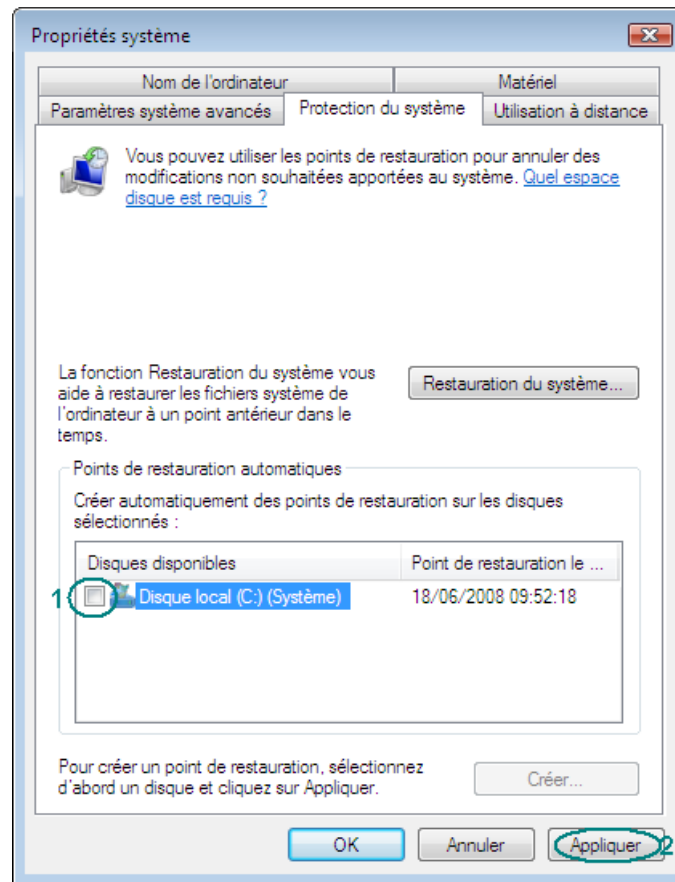 Propriétés système
Nom de l'ordinateur
Matériel
Paramètres système avancés
Protection du système
Utilisation à distance
Vous pouvez utiliser les points de restauration pour annuler des
modifications non souhaitées apportées au système. Quel espace
disque est requis ?
La fonction Restauration du système vous
aide à restaurer les fichiers système de
l'ordinateur à un point antérieur dans le
temps.
Restauration du système...
Points de restauration automatiques
Créer automatiquement des points de restauration sur les disques
sélectionnés :
Disques disponibles
Point de restauration le ...
1
Disque local (C:) (Système)
18/06/2008 09:52:18
Pour créer un point de restauration, sélectionnez
d'abord un disque et cliquez sur Appliquer.
Créer...
OK
Annuler
Appliquer
2